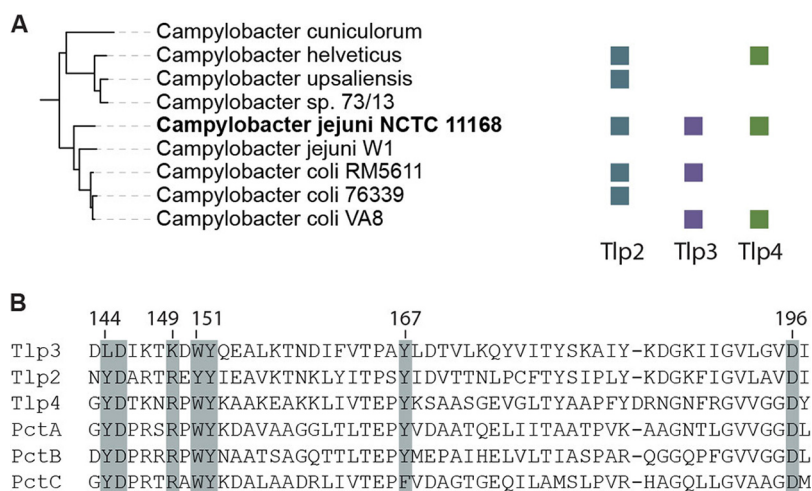 A
Campylobacter cuniculorum
Campylobacter helveticus
Campylobacter upsaliensis
Campylobacter sp. 73/13
Campylobacter jejuni NCTC 11168
Campylobacter jejuni W1
Campylobacter coli RM5611
Campylobacter coli 76339
Campylobacter coli VA8
Tlp2 Tlp3 Tlp4
B
144 149 151 167 196
Tlp3 DLDIKTKDWYQEALKTNDIFVTPAYLDTVLKQYVITYSKAIY-KDGKIIGVLGVDI
Tlp2 NYDARTREYYIEAVKTNKLYITPSYIDVTTNLPCFTYSIPLY-KDGKFIGVLAVDI
Tlp4 GYDTKNRPWYKAAKEAKKLIVTEPYKSAASGEVGLTYAAPFYDRNGNFRGVVGGDY
PctA GYDPRSRPWYKDAVAAGGLTLTEPYVDAATQELIITAATPVK-AAGNTLGVVGGDL
PctB DYDPRRRPWYNAATSAGQTTLTEPYMEPAIHELVLTIASPAR-QGGQPFGVVGGDL
PctC GYDPRTRAWYKDALAADRLIVTEPFVDAGTGEQILAMSLPVR-HAGQLLGVAAGDM